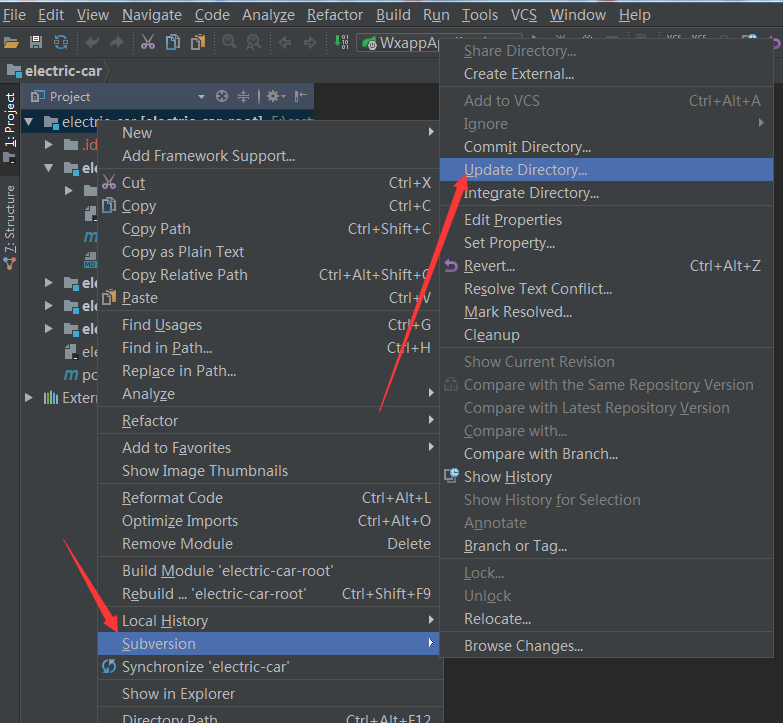 File Edit View Navigate Code Analyze Refactor Build Run Tools VCS Window Help
electric-car
Project
1: Project
7: Structure
.id
ele
ele
ele
ele
ele
po
Extern
New
Add Framework Support...
Cut Ctrl+X
Copy Ctrl+C
Copy Path Ctrl+Shift+C
Copy as Plain Text
Copy Relative Path Ctrl+Alt+Shift+C
Paste Ctrl+V
Find Usages Ctrl+G
Find in Path... Ctrl+H
Replace in Path...
Analyze
Refactor
Add to Favorites
Show Image Thumbnails
Reformat Code Ctrl+Alt+L
Optimize Imports Ctrl+Alt+O
Remove Module Delete
Build Module 'electric-car-root'
Rebuild ... 'electric-car-root' Ctrl+Shift+F9
Local History
Subversion
Synchronize 'electric-car'
Show in Explorer
Directory Path Ctrl+Alt+F12
Share Directory...
Create External...
Add to VCS Ctrl+Alt+A
Ignore
Commit Directory...
Update Directory...
Integrate Directory...
Edit Properties
Set Property...
Revert... Ctrl+Alt+Z
Resolve Text Conflict...
Mark Resolved...
Cleanup
Show Current Revision
Compare with the Same Repository Version
Compare with Latest Repository Version
Compare with...
Compare with Branch...
Show History
Show History for Selection
Annotate
Branch or Tag...
Lock...
Unlock
Relocate...
Browse Changes...